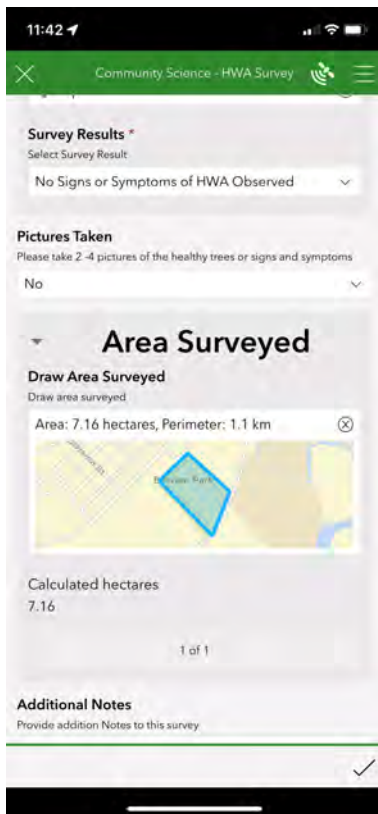 11:42
Community Science - HWA Survey
Survey Results *
Select Survey Result
No Signs or Symptoms of HWA Observed
Pictures Taken
Please take 2 -4 pictures of the healthy trees or signs and symptoms
No
Area Surveyed
Draw Area Surveyed
Draw area surveyed
Area: 7.16 hectares, Perimeter: 1.1 km
Park
Calculated hectares
7.16
1 of 1
Additional Notes
Provide addition Notes to this survey